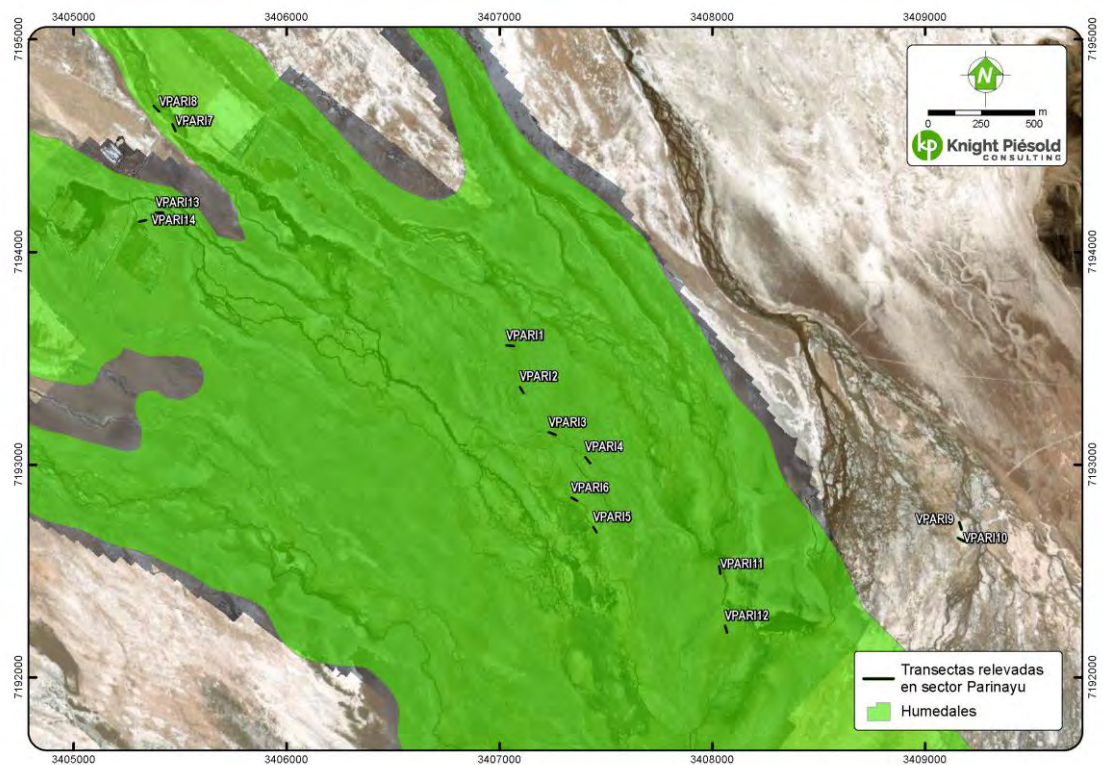 3405000 3406000 3407000 3408000 3409000
7195000 7195000
N
0 250 500 m
kp Knight Piésold
CONSULTING
VPARI8
VPARI7
VPARI13
VPARI14
7194000 7194000
VPARI1
VPARI2
VPARI3
VPARI4
7193000 7193000
VPARI6
VPARI5
VPARI9
VPARI10
VPARI11
VPARI12
Transectas relevadas
en sector Parinayu
Humedales
7192000 7192000
3405000 3406000 3407000 3408000 3409000